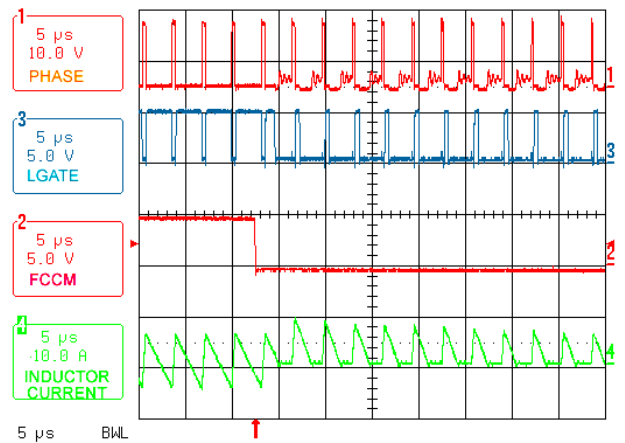 1
5 µs
10.0 V
PHASE
1
3
5 µs
5.0 V
LGATE
3
2
5 µs
5.0 V
FCCM
2
4
5 µs
10.0 A
INDUCTOR
CURRENT
4
5 µs BWL